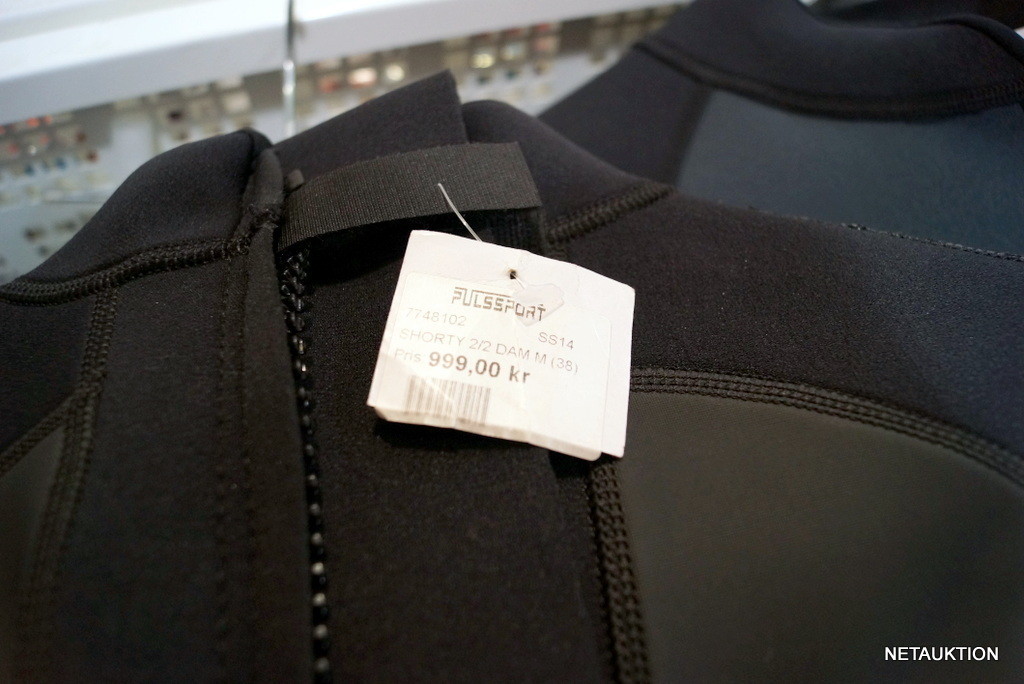 PULSSPORT
7748102 SS14
SHORTY 2/2 DAM M (38)
Pris 999,00 kr
NETAUKTION